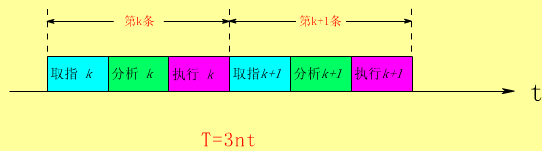 第k条 第k+1条
取指 k 分析 k 执行 k 取指k+1 分析k+1 执行k+1
t
T=3nt